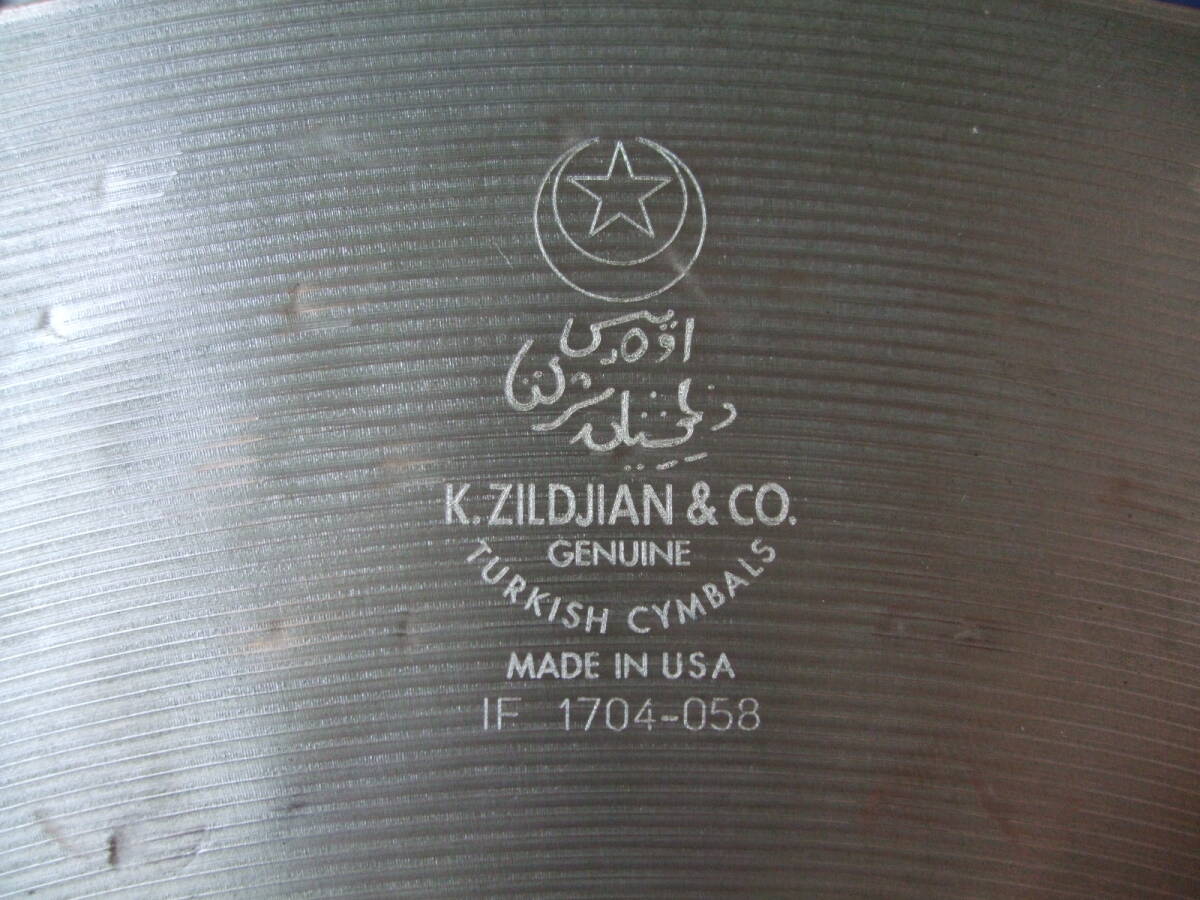 K. ZILDJIAN & CO.
GENUINE
TURKISH CYMBALS
MADE IN USA
IF 1704-058